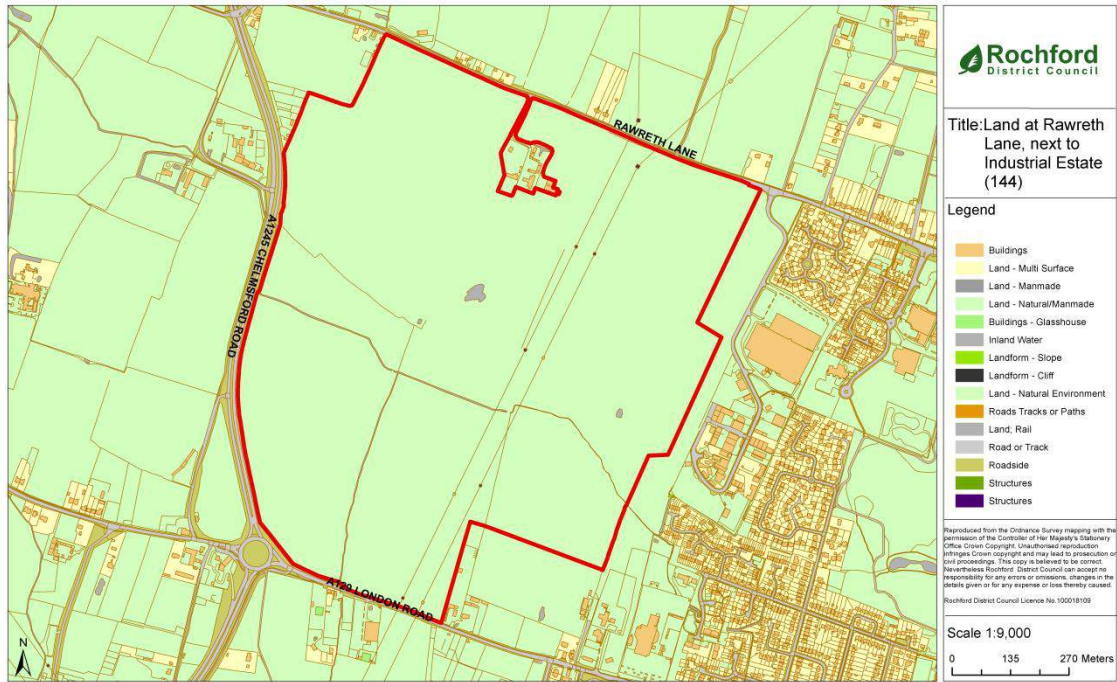 RAWRETH LANE
A1245 CHELMSFORD ROAD
A129 LONDON ROAD
N
Rochford
District Council
Title:Land at Rawreth
Lane, next to
Industrial Estate
(144)
Legend
Buildings
Land - Multi Surface
Land - Manmade
Land - Natural/Manmade
Buildings - Glasshouse
Inland Water
Landform - Slope
Landform - Cliff
Land - Natural Environment
Roads Tracks or Paths
Land; Rail
Road or Track
Roadside
Structures
Structures
Reproduced from the Ordnance Survey mapping with the
permission of the Controller of Her Majesty's Stationery
Office Crown Copyright. Unauthorised reproduction
infringes Crown copyright and may lead to prosecution or
civil proceedings. This copy is believed to be correct.
Nevertheless Rochford District Council can accept no
responsibility for any errors or omissions, changes in the
details given or for any expense or loss thereby caused.
Rochford District Council Licence No.100018109
Scale 1:9,000
0 135 270 Meters